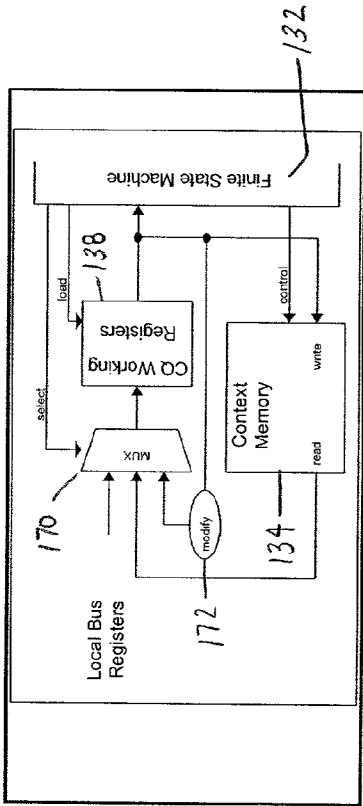 132
Finite State Machine
select
load
138
control
CQ Working
Registers
170
MUX
Context
Memory
write
read
134
modify
172
Local Bus
Registers